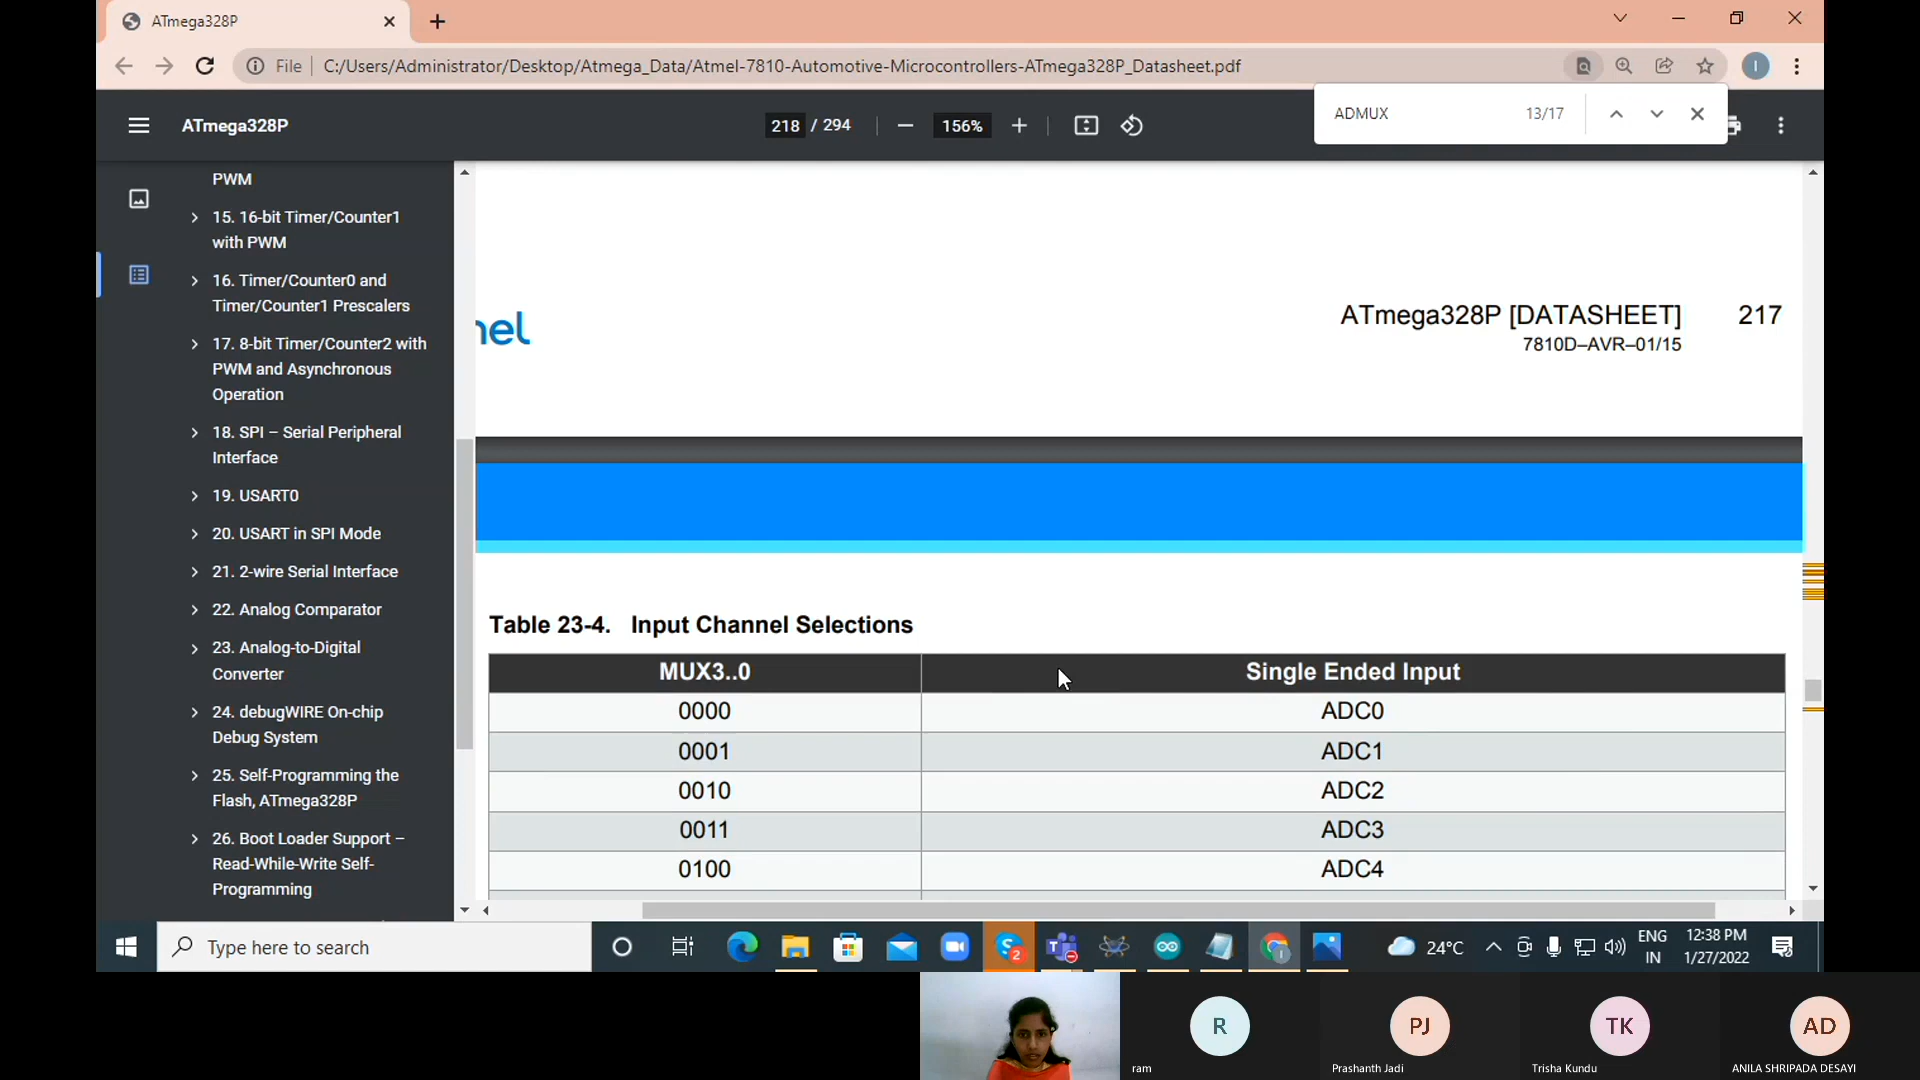 ATmega328P
File
C:/Users/Administrator/Desktop/Atmega_Data/Atmel-7810-Automotive-Microcontrollers-ATmega328P_Datasheet.pdf
I
ADMUX 13/17
ATmega328P
218 / 294
156%
PWM
15. 16-bit Timer/Counter1
with PWM
16. Timer/Counter0 and
Timer/Counter1 Prescalers
17. 8-bit Timer/Counter2 with
PWM and Asynchronous
Operation
18. SPI – Serial Peripheral
Interface
19. USART0
20. USART in SPI Mode
21. 2-wire Serial Interface
22. Analog Comparator
23. Analog-to-Digital
Converter
24. debugWIRE On-chip
Debug System
25. Self-Programming the
Flash, ATmega328P
26. Boot Loader Support –
Read-While-Write Self-
Programming
nel
ATmega328P [DATASHEET] 217
7810D–AVR–01/15
Table 23-4. Input Channel Selections
MUX3..0 Single Ended Input
0000 ADC0
0001 ADC1
0010 ADC2
0011 ADC3
0100 ADC4
Type here to search
2
24°C
ENG
IN
12:38 PM
1/27/2022
R
ram
PJ
Prashanth Jadi
TK
Trisha Kundu
AD
ANILA SHRIPADA DESAYI